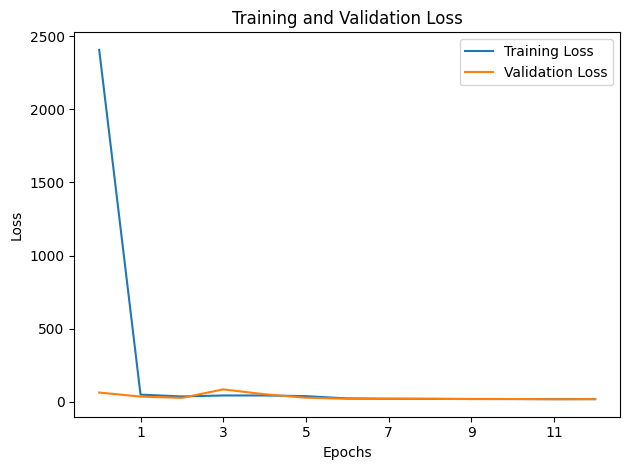 Training and Validation Loss
2500
2000
1500
1000
500
0
Loss
Training Loss
Validation Loss
1 3 5 7 9 11
Epochs